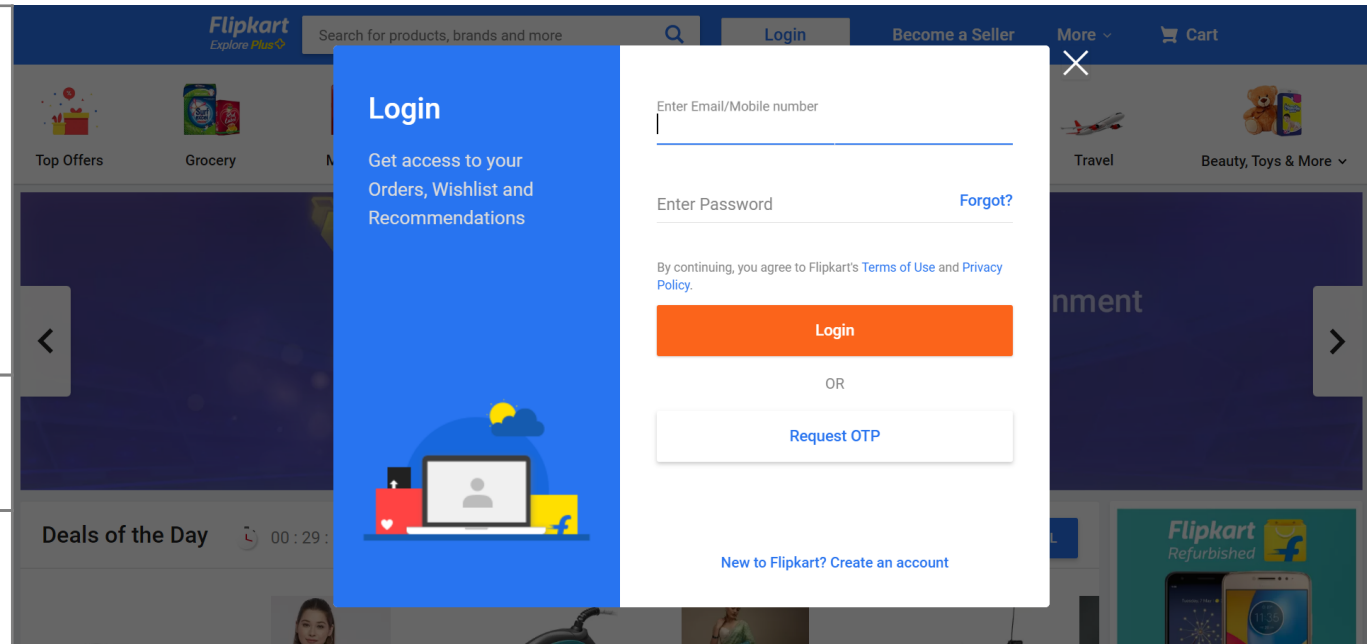 Flipkart
Explore Plus
Search for products, brands and more
Login
Become a Seller
More
Cart
Top Offers
Grocery
M
Travel
Beauty, Toys & More
Login
Get access to your
Orders, Wishlist and
Recommendations
Enter Email/Mobile number
Enter Password
Forgot?
By continuing, you agree to Flipkart's Terms of Use and Privacy
Policy.
Login
OR
Request OTP
New to Flipkart? Create an account
nment
Deals of the Day
00 : 29 :
L
Flipkart
Refurbished